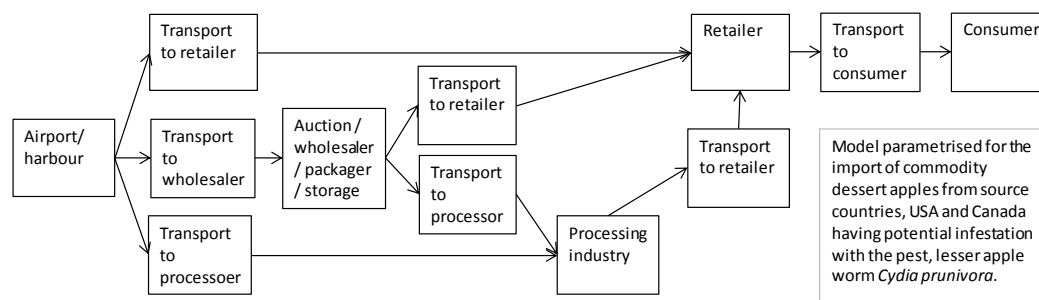 Transport
to retailer
Retailer
Transport
to
consumer
Consumer
Transport
to retailer
Airport/
harbour
Transport
to
wholesaler
Auction /
wholesaler
/ packager
/ storage
Transport
to retailer
Transport
to
processor
Transport
to
processoer
Processing
industry
Model parametrised for the
import of commodity
dessert apples from source
countries, USA and Canada
having potential infestation
with the pest, lesser apple
worm Cydia prunivora.